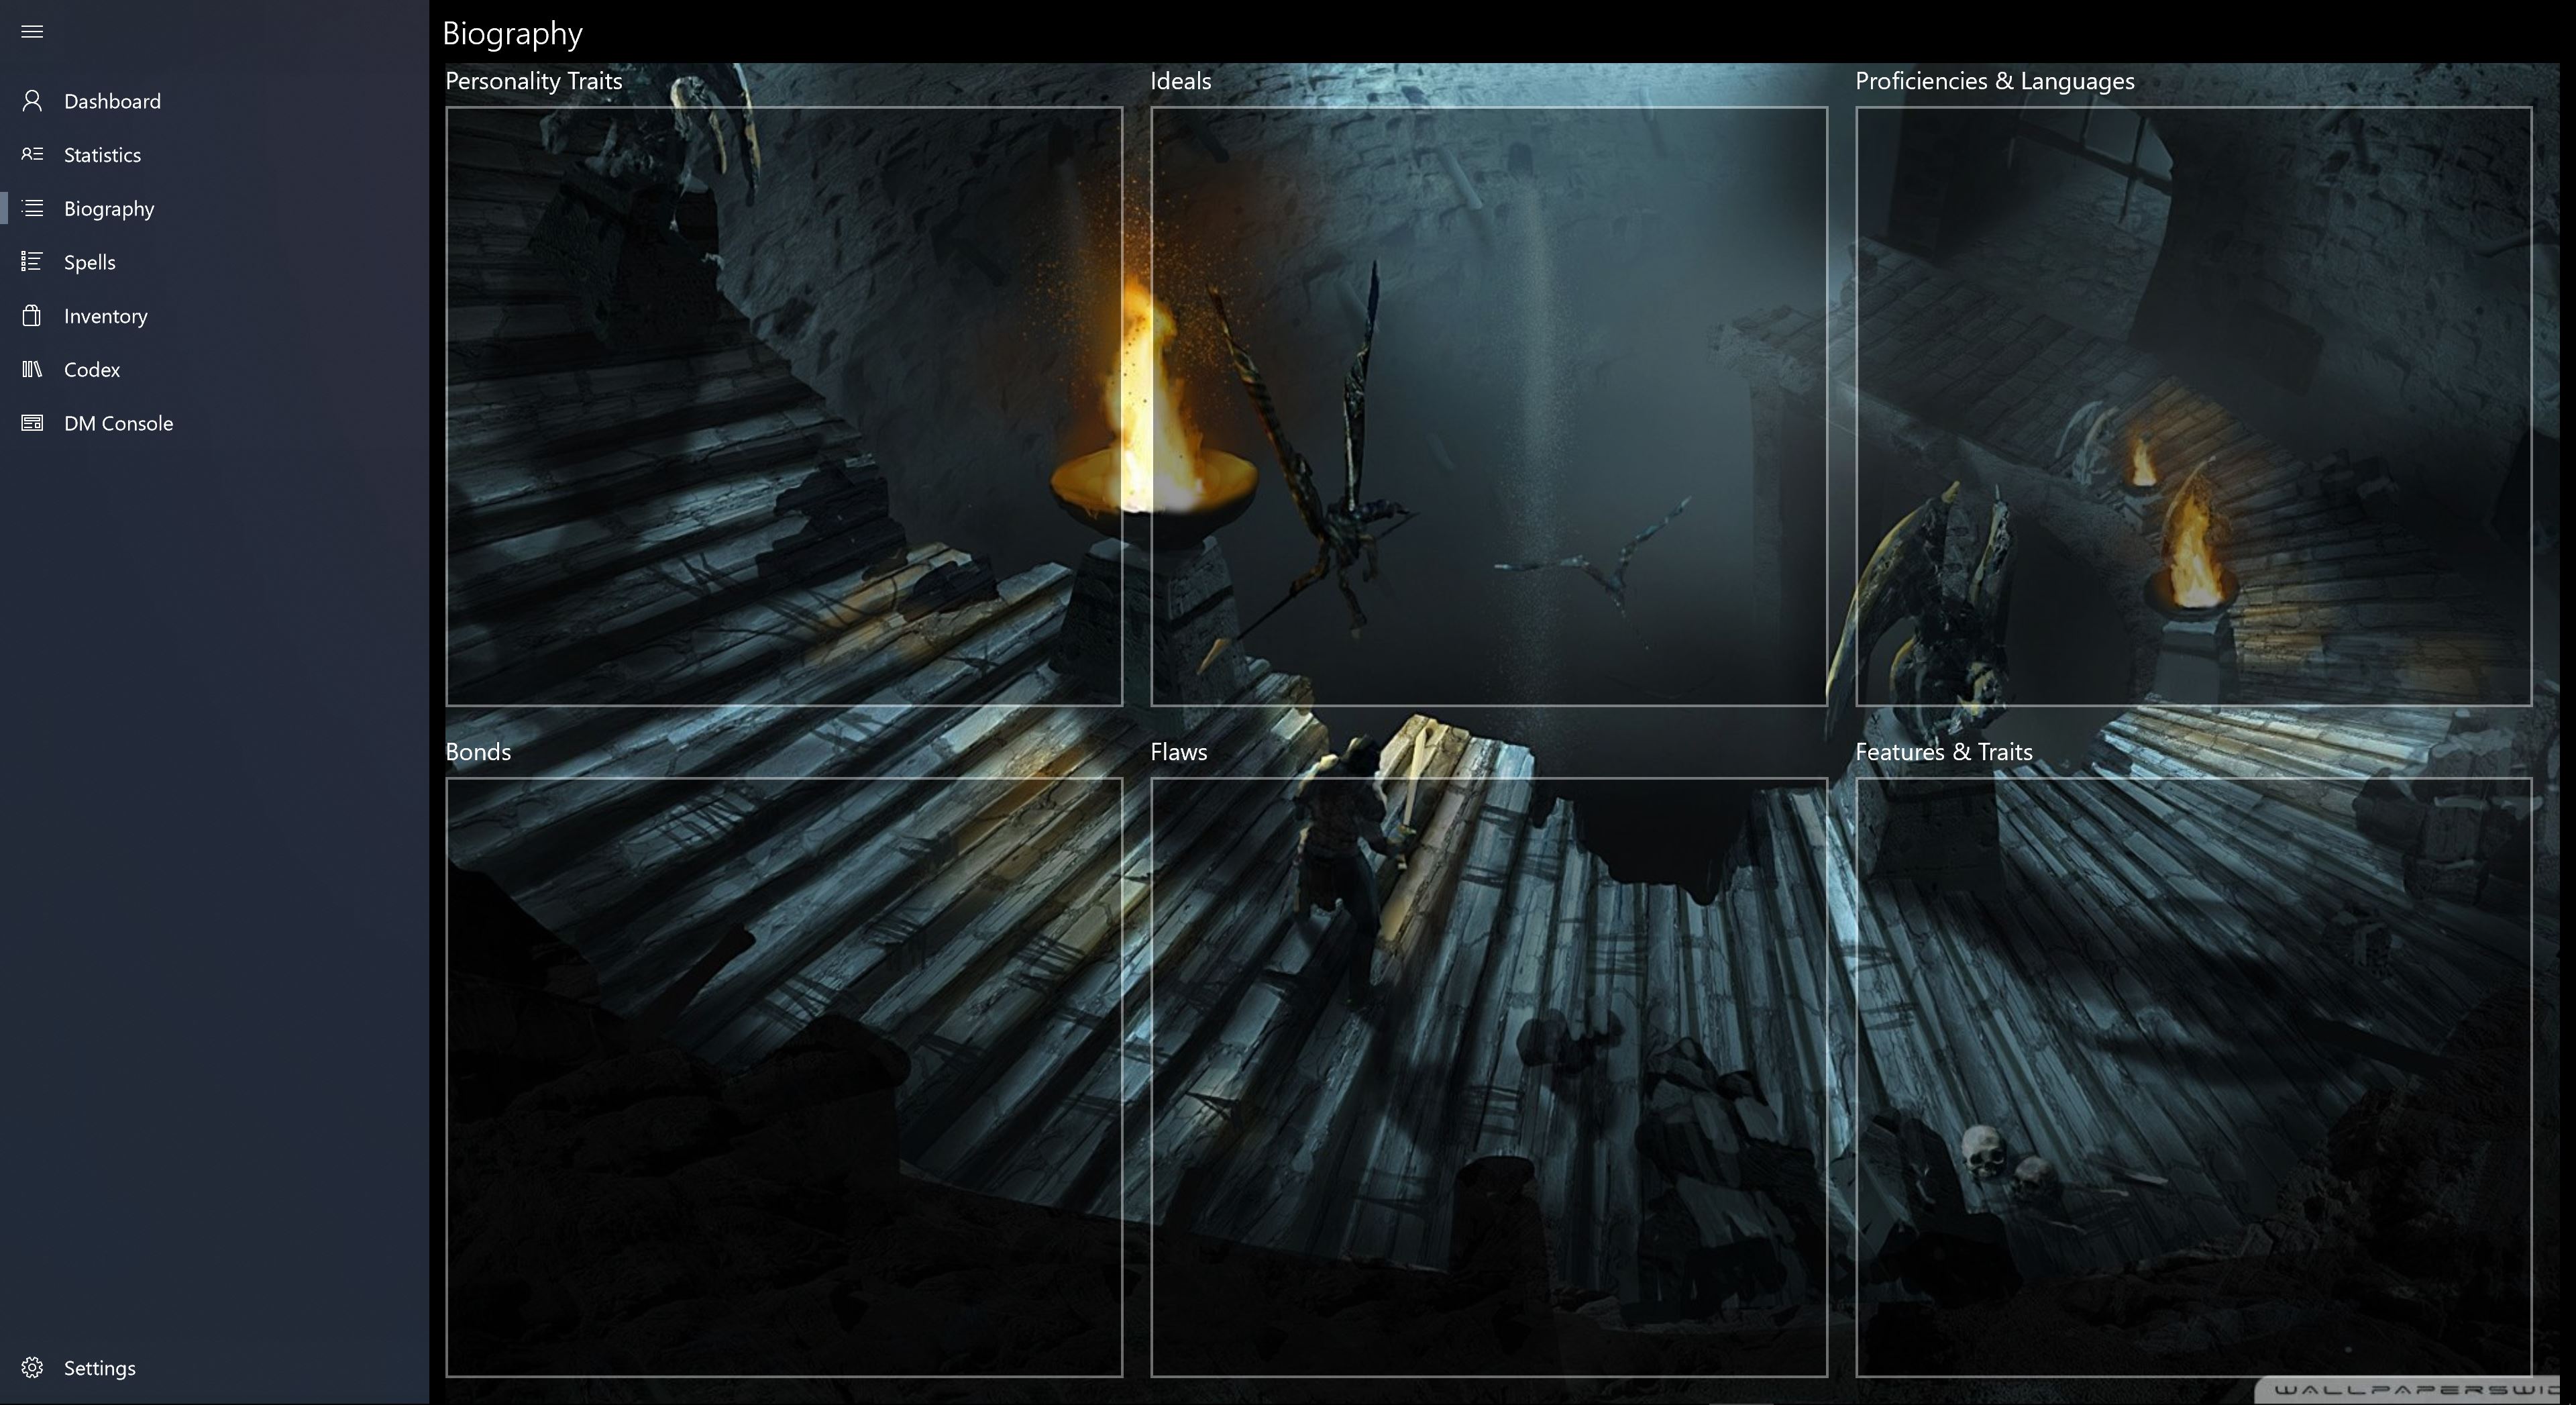 Biography
Dashboard
Statistics
Biography
Spells
Inventory
Codex
DM Console
Settings
Personality Traits
Ideals
Proficiencies & Languages
Bonds
Flaws
Features & Traits
WALLPAPERSWI